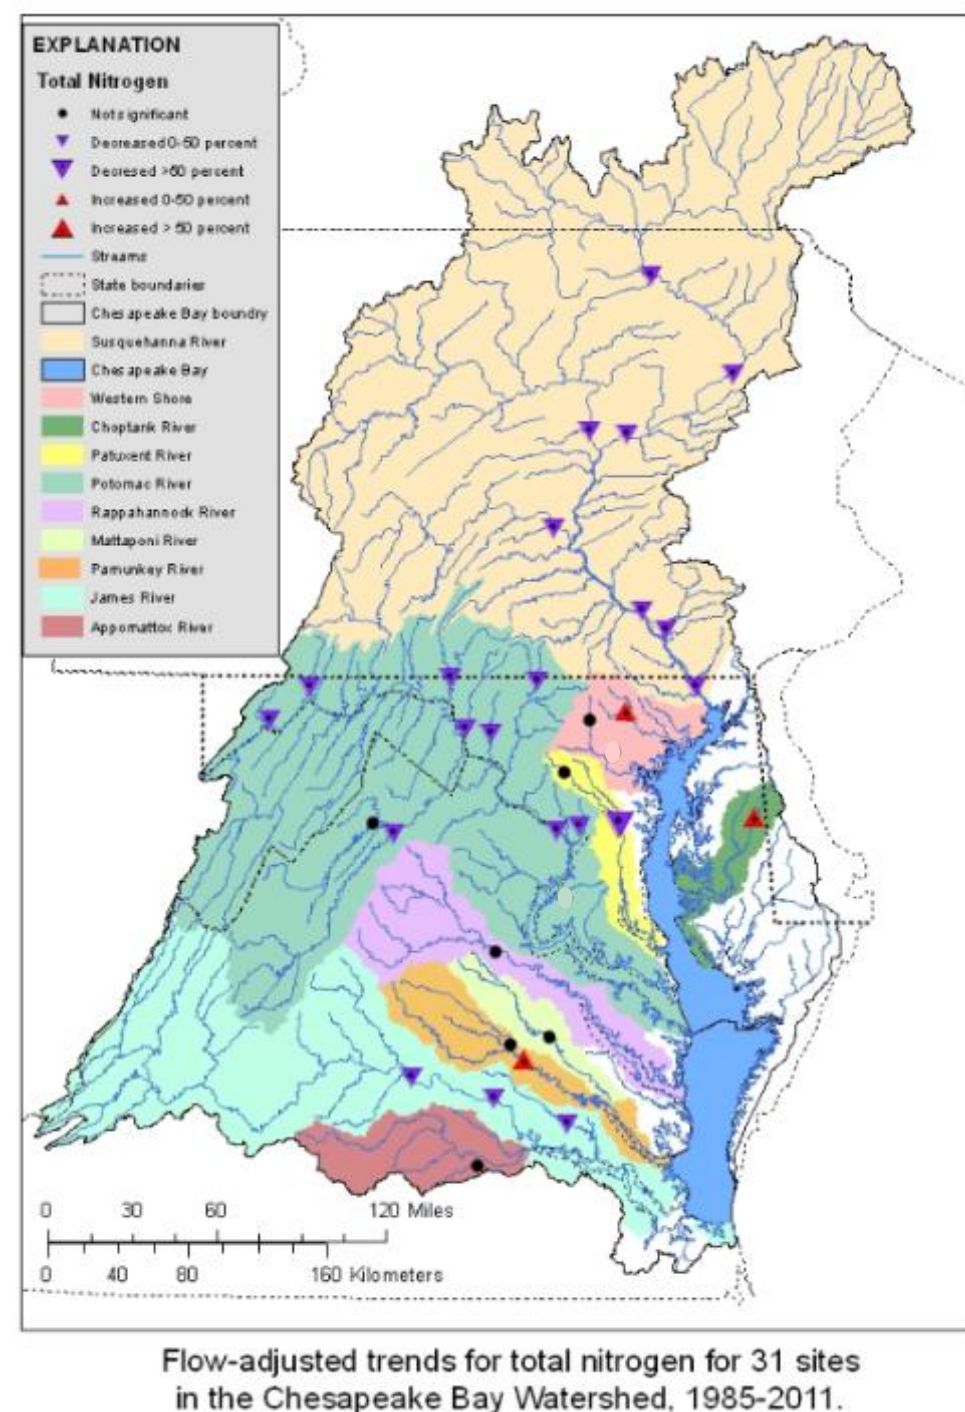 EXPLANATION
Total Nitrogen
Not significant
Decreased 0-50 percent
Decresed >50 percent
Increased 0-50 percent
Increased > 50 percent
Streams
State boundaries
Chesapeake Bay boundry
Susquehanna River
Chesapeake Bay
Western Shore
Choptank River
Patuxent River
Potomac River
Rappahannock River
Mattaponi River
Pamunkey River
James River
Appomattox River
0 30 60 120 Miles
0 40 80 160 Kilometers
Flow-adjusted trends for total nitrogen for 31 sites
in the Chesapeake Bay Watershed, 1985-2011.